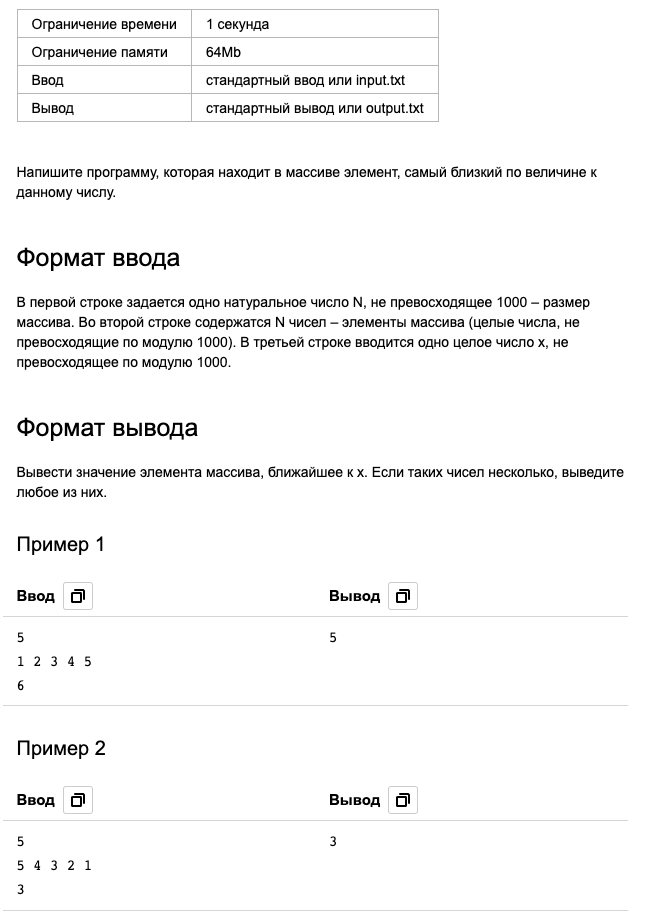 Ограничение времени 1 секунда
Ограничение памяти 64Mb
Ввод стандартный ввод или input.txt
Вывод стандартный вывод или output.txt
Напишите программу, которая находит в массиве элемент, самый близкий по величине к
данному числу.
Формат ввода
В первой строке задается одно натуральное число N, не превосходящее 1000 – размер
массива. Во второй строке содержатся N чисел – элементы массива (целые числа, не
превосходящие по модулю 1000). В третьей строке вводится одно целое число x, не
превосходящее по модулю 1000.
Формат вывода
Вывести значение элемента массива, ближайшее к x. Если таких чисел несколько, выведите
любое из них.
Пример 1
Ввод Вывод
5 5
1 2 3 4 5
6
Пример 2
Ввод Вывод
5 3
5 4 3 2 1
3